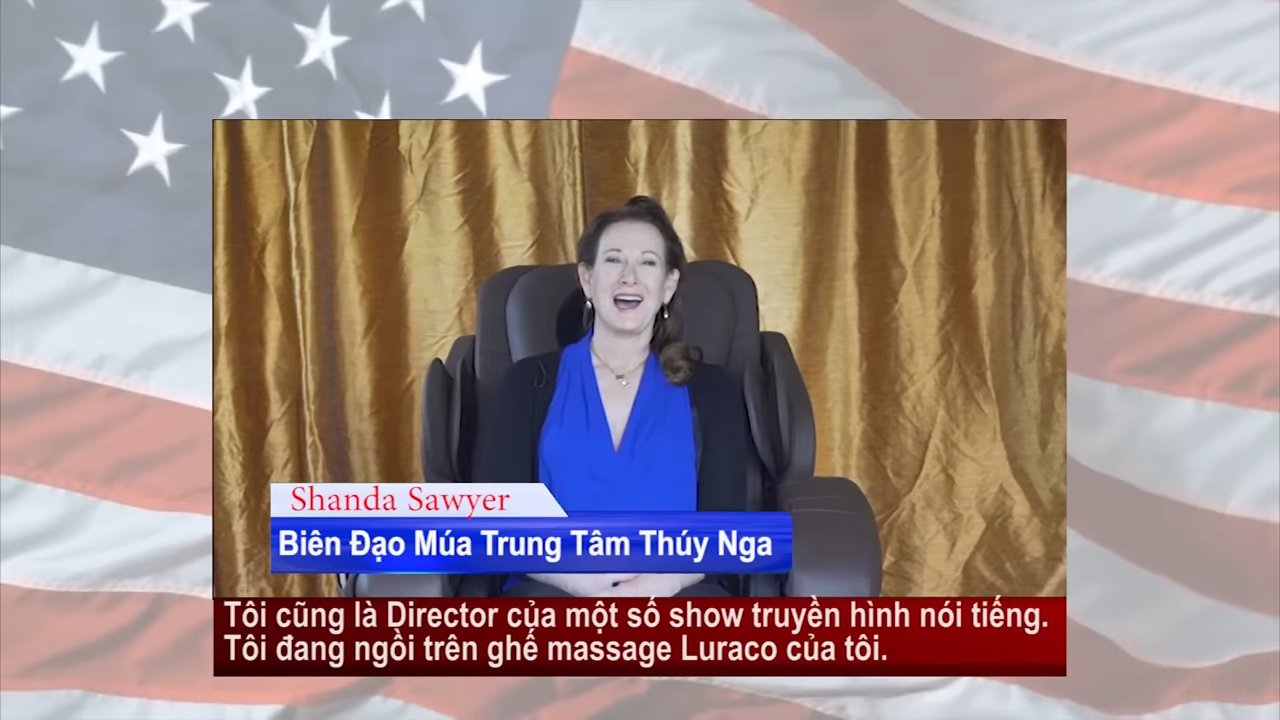 Shanda Sawyer
Biên Đạo Múa Trung Tâm Thúy Nga
Tôi cũng là Director của một số show truyền hình nói tiếng.
Tôi đang ngồi trên ghế massage Luraco của tôi.